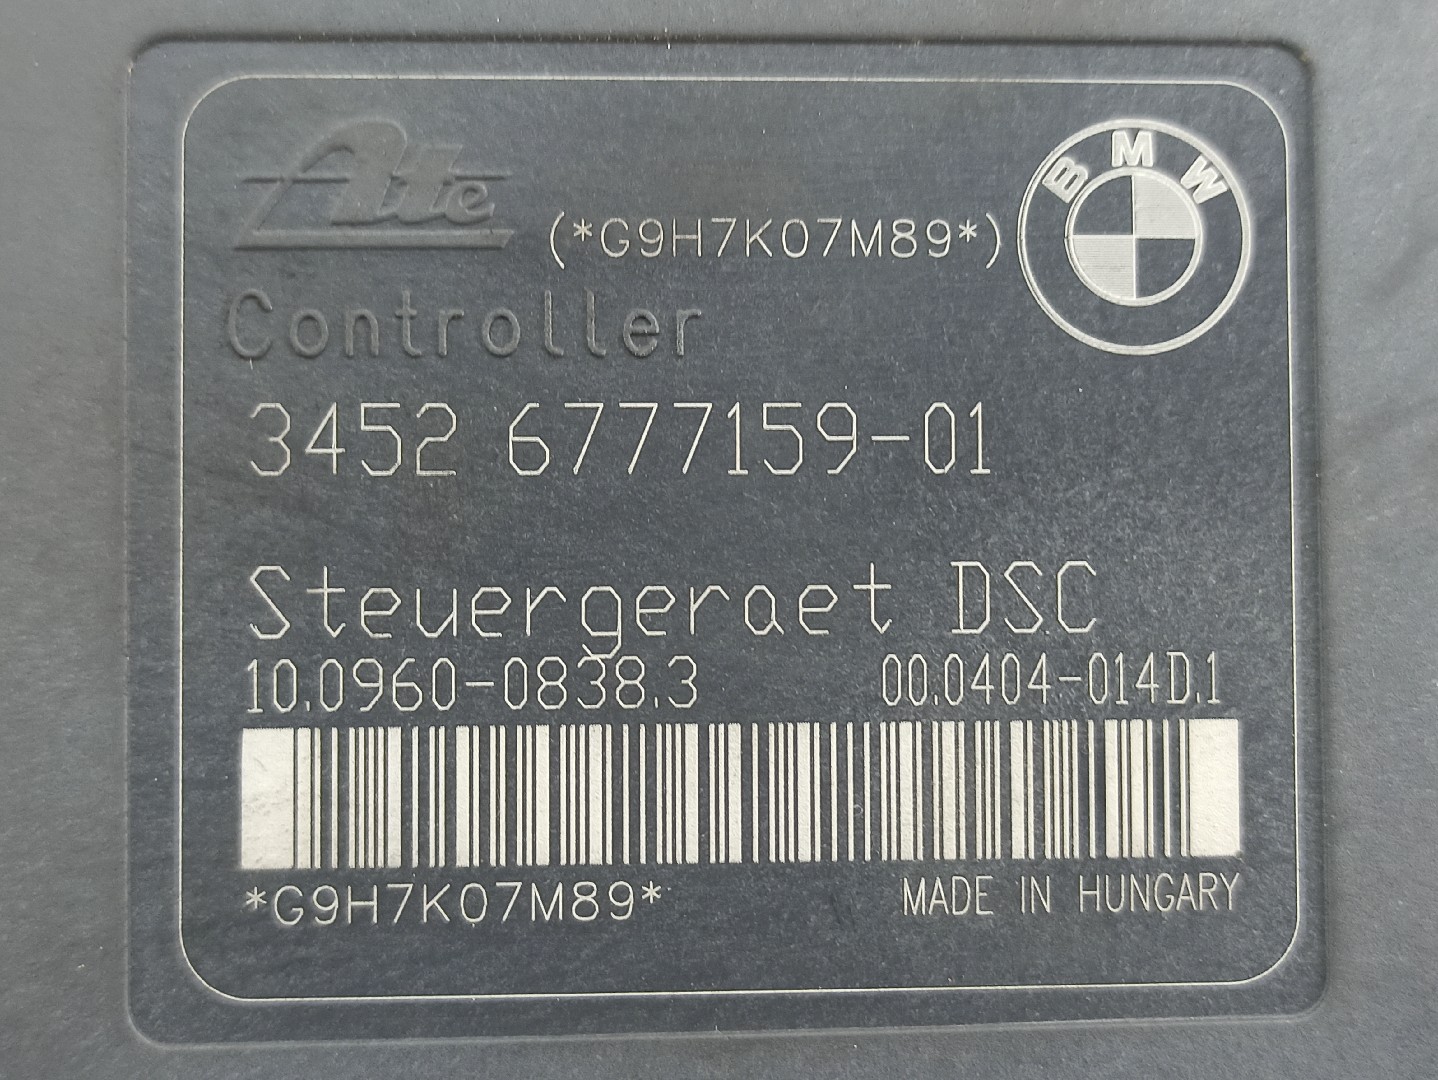 Ate
BMW
(*G9H7K07M89*)
Controller
3452 6777159-01
Steuergeraet DSC
10.0960-0838.3 00.0404-014D.1
*G9H7K07M89* MADE IN HUNGARY